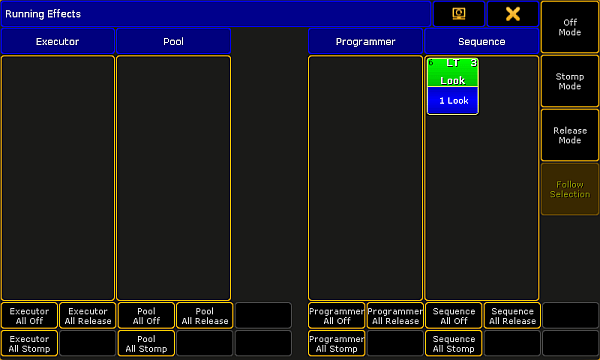 Running Effects
Off
Mode
Executor
Pool
Programmer
Sequence
LT 3
Look
1 Look
Stomp
Mode
Release
Mode
Follow
Selection
Executor
All Off
Executor
All Release
Pool
All Off
Pool
All Release
Programmer
All Off
Programmer
All Release
Sequence
All Off
Sequence
All Release
Executor
All Stomp
Pool
All Stomp
Programmer
All Stomp
Sequence
All Stomp